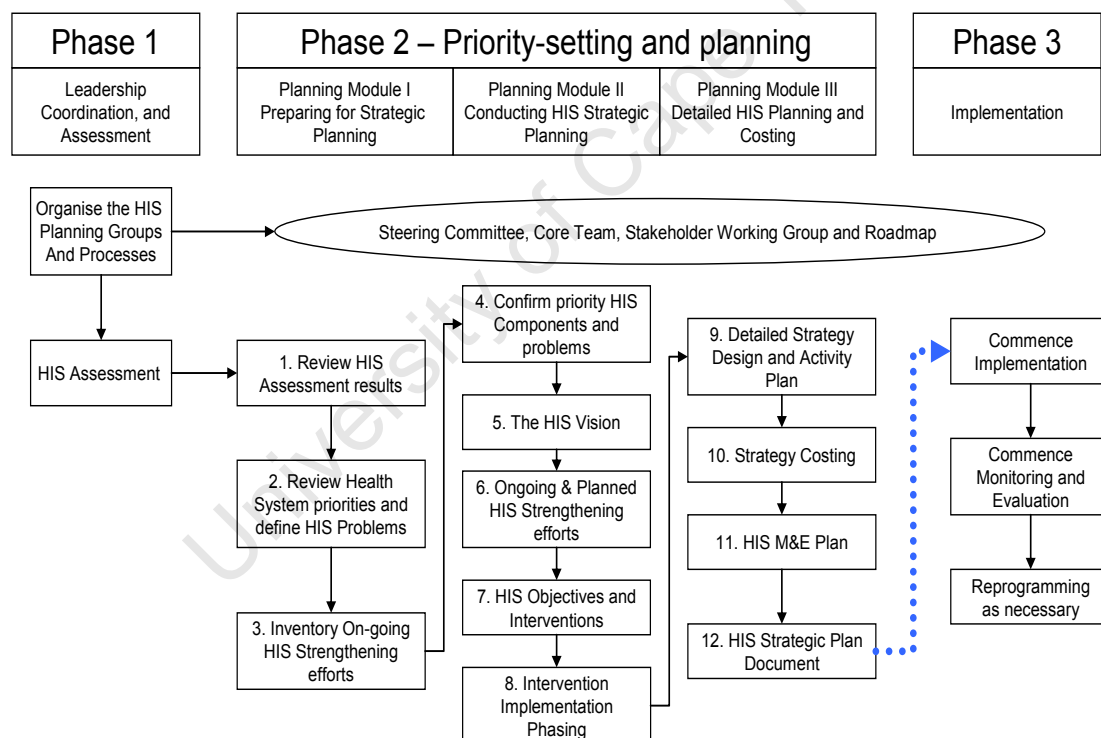 Phase 1
Leadership
Coordination, and
Assessment
Phase 2 – Priority-setting and planning
Planning Module I
Preparing for Strategic
Planning
Planning Module II
Conducting HIS Strategic
Planning
Planning Module III
Detailed HIS Planning and
Costing
Phase 3
Implementation
Organise the HIS
Planning Groups
And Processes
Steering Committee, Core Team, Stakeholder Working Group and Roadmap
HIS Assessment
1. Review HIS
Assessment results
2. Review Health
System priorities and
define HIS Problems
3. Inventory On-going
HIS Strengthening
efforts
4. Confirm priority HIS
Components and
problems
5. The HIS Vision
6. Ongoing & Planned
HIS Strengthening
efforts
7. HIS Objectives and
Interventions
8. Intervention
Implementation
Phasing
9. Detailed Strategy
Design and Activity
Plan
10. Strategy Costing
11. HIS M&E Plan
12. HIS Strategic Plan
Document
Commence
Implementation
Commence
Monitoring and
Evaluation
Reprogramming
as necessary
University of Cape